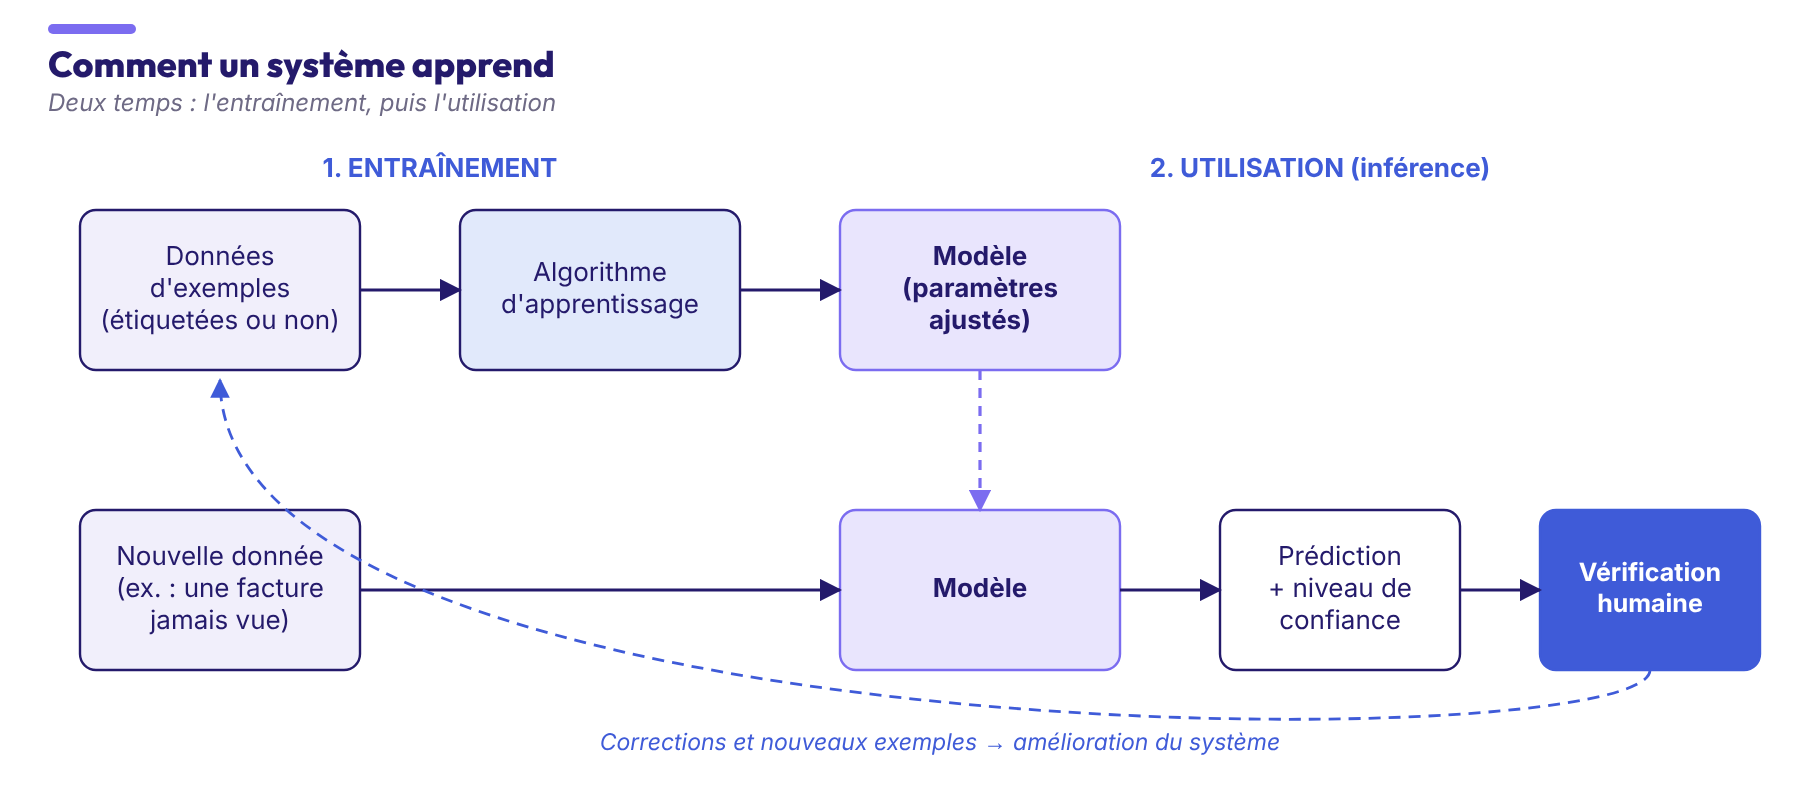 Comment un système apprend
Deux temps : l'entraînement, puis l'utilisation
1. ENTRAÎNEMENT
2. UTILISATION (inférence)
Données
d'exemples
(étiquetées ou non)
Algorithme
d'apprentissage
Modèle
(paramètres
ajustés)
Nouvelle donnée
(ex. : une facture
jamais vue)
Modèle
Prédiction
+ niveau de
confiance
Vérification
humaine
Corrections et nouveaux exemples → amélioration du système